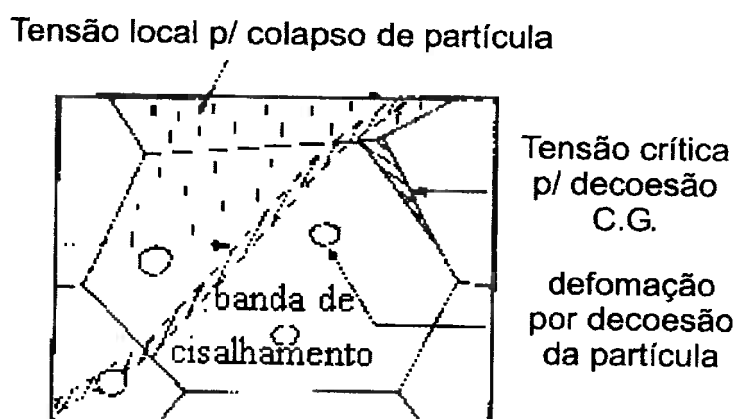 Tensão local p/ colapso de partícula
Tensão crítica
p/ decoesão
C.G.
defomação
por decoesão
da partícula
banda de
cisalhamento